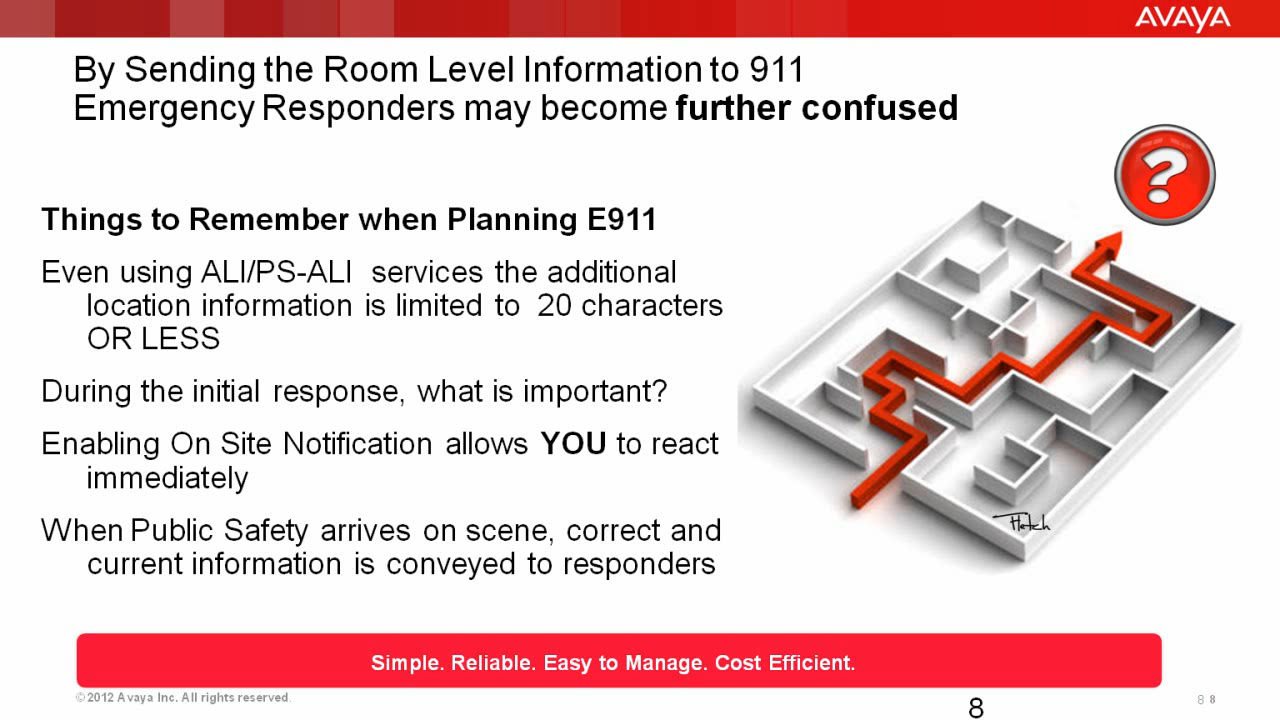 AVAYA
By Sending the Room Level Information to 911
Emergency Responders may become further confused
Things to Remember when Planning E911
Even using ALI/PS-ALI services the additional
location information is limited to 20 characters
OR LESS
During the initial response, what is important?
Enabling On Site Notification allows YOU to react
immediately
When Public Safety arrives on scene, correct and
current information is conveyed to responders
?
Fletch
Simple. Reliable. Easy to Manage. Cost Efficient.
© 2012 Avaya Inc. All rights reserved.
8
8 8